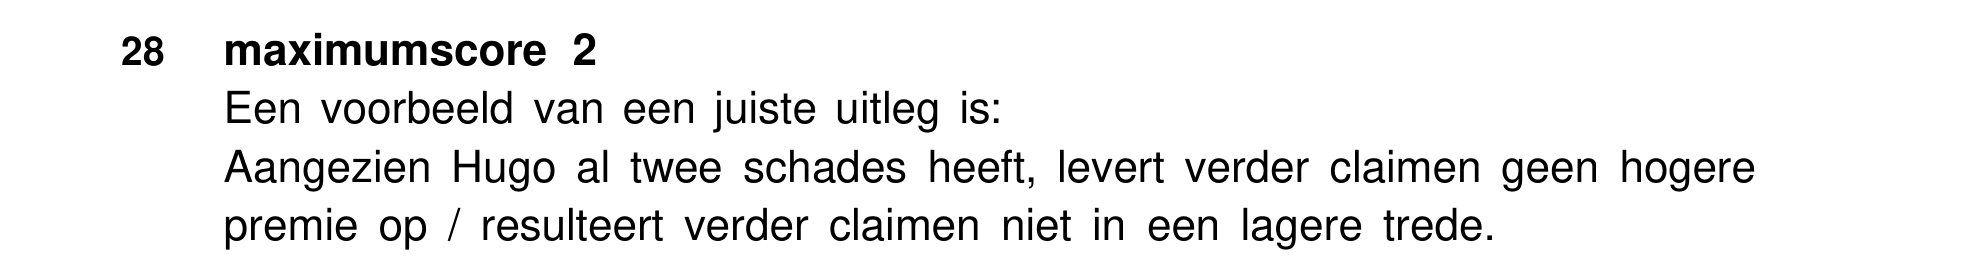 28 maximumscore 2
Een voorbeeld van een juiste uitleg is:
Aangezien Hugo al twee schades heeft, levert verder claimen geen hogere
premie op / resulteert verder claimen niet in een lagere trede.